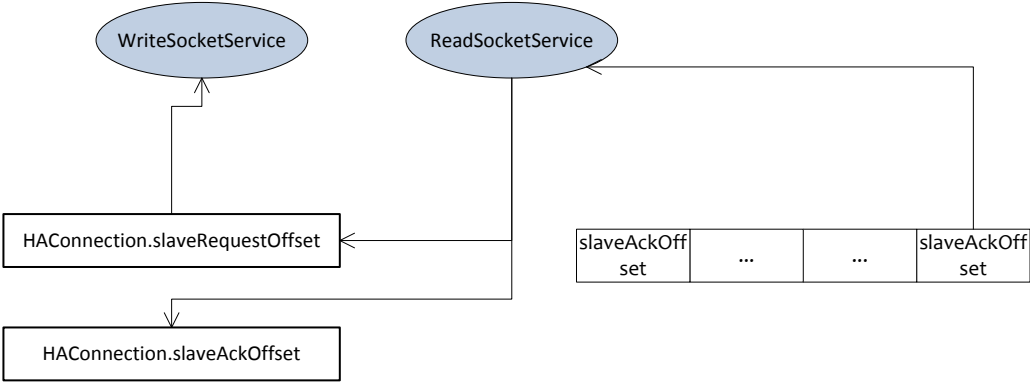 WriteSocketService
ReadSocketService
HAConnection.slaveRequestOffset
slaveAckOff
set
...
...
slaveAckOff
set
HAConnection.slaveAckOffset